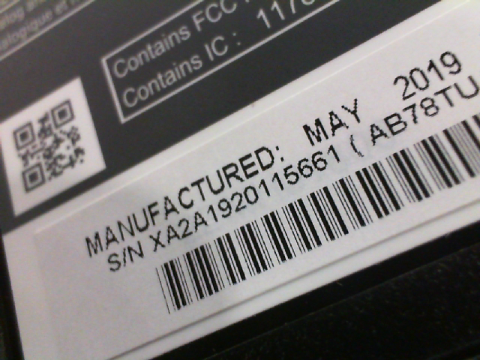 Contains FCC
Contains IC :
MANUFACTURED: MAY 2019
S/N XA2A1920115661 ( AB78TU